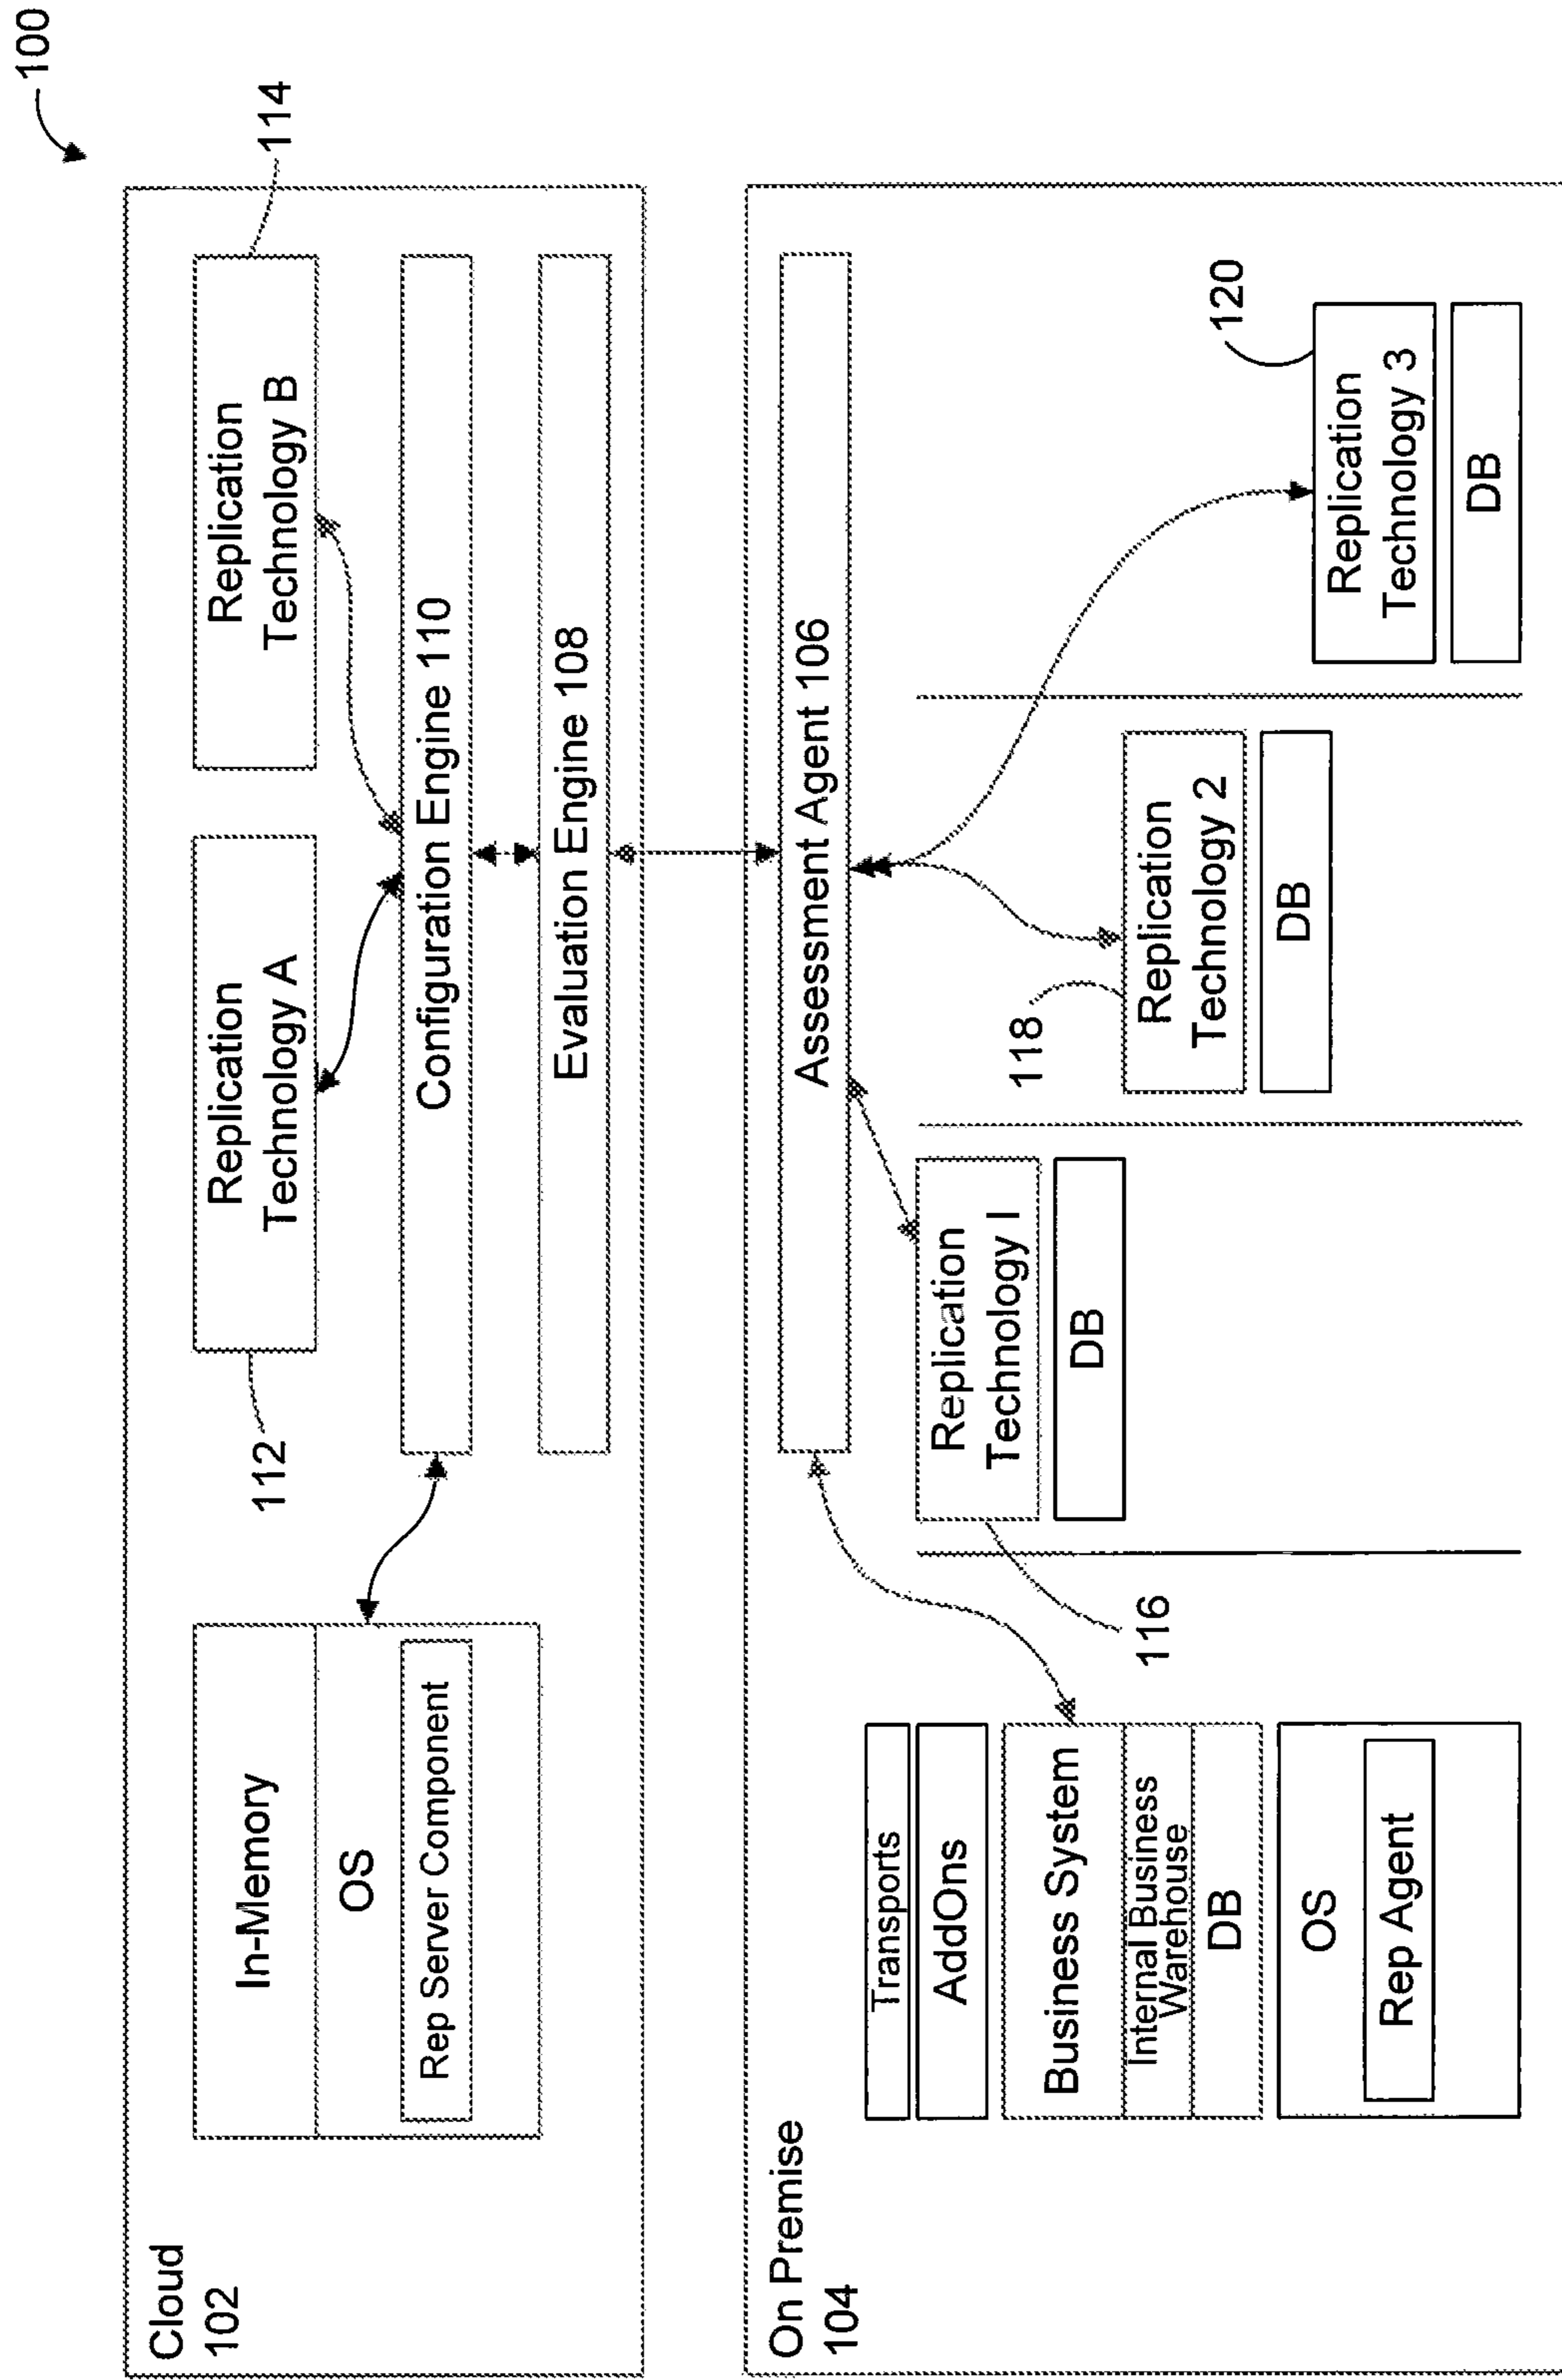 100
Cloud
102
In-Memory
OS
Rep Server Component
112
Replication
Technology A
Replication
Technology B
114
Configuration Engine 110
Evaluation Engine 108
On Premise
104
Assessment Agent 106
Transports
AddOns
Business System
Internal Business
Warehouse
DB
OS
Rep Agent
116
Replication
Technology I
DB
118
Replication
Technology 2
DB
120
Replication
Technology 3
DB